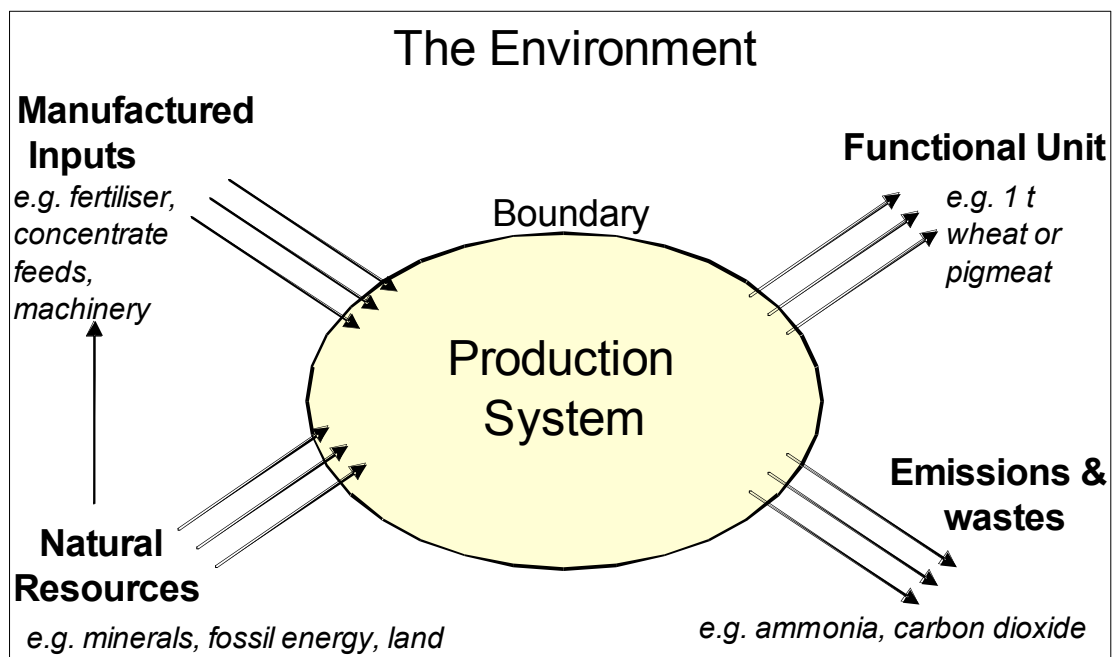 The Environment
Manufactured
Inputs
e.g. fertiliser,
concentrate
feeds,
machinery
Boundary
Functional Unit
e.g. 1 t
wheat or
pigmeat
Production
System
Natural
Resources
e.g. minerals, fossil energy, land
Emissions &
wastes
e.g. ammonia, carbon dioxide